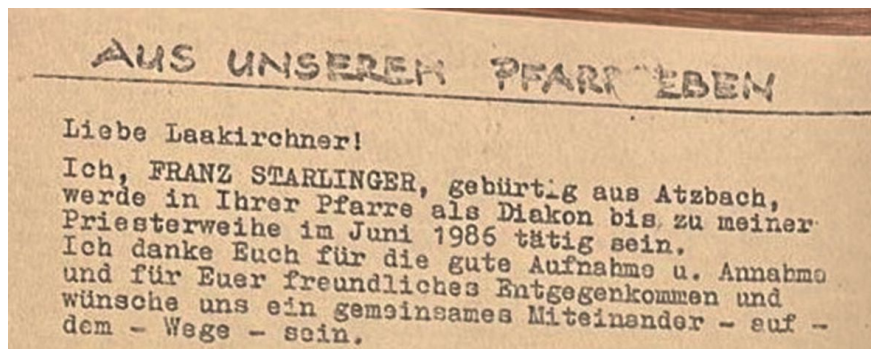 AUS UNSEREM PFARRLEBEN
Liebe Laakirchner!
Ich, FRANZ STARLINGER, gebürtig aus Atzbach,
werde in Ihrer Pfarre als Diakon bis zu meiner
Priesterweihe im Juni 1986 tätig sein.
Ich danke Euch für die gute Aufnahme u. Annahme
und für Euer freundliches Entgegenkommen und
wünsche uns ein gemeinsames Miteinander - auf -
dem - Wege - sein.